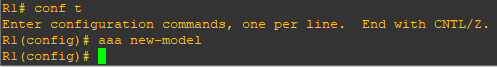 R1# conf t
Enter configuration commands, one per line.  End with CNTL/Z.
R1(config)# aaa new-model
R1(config)#